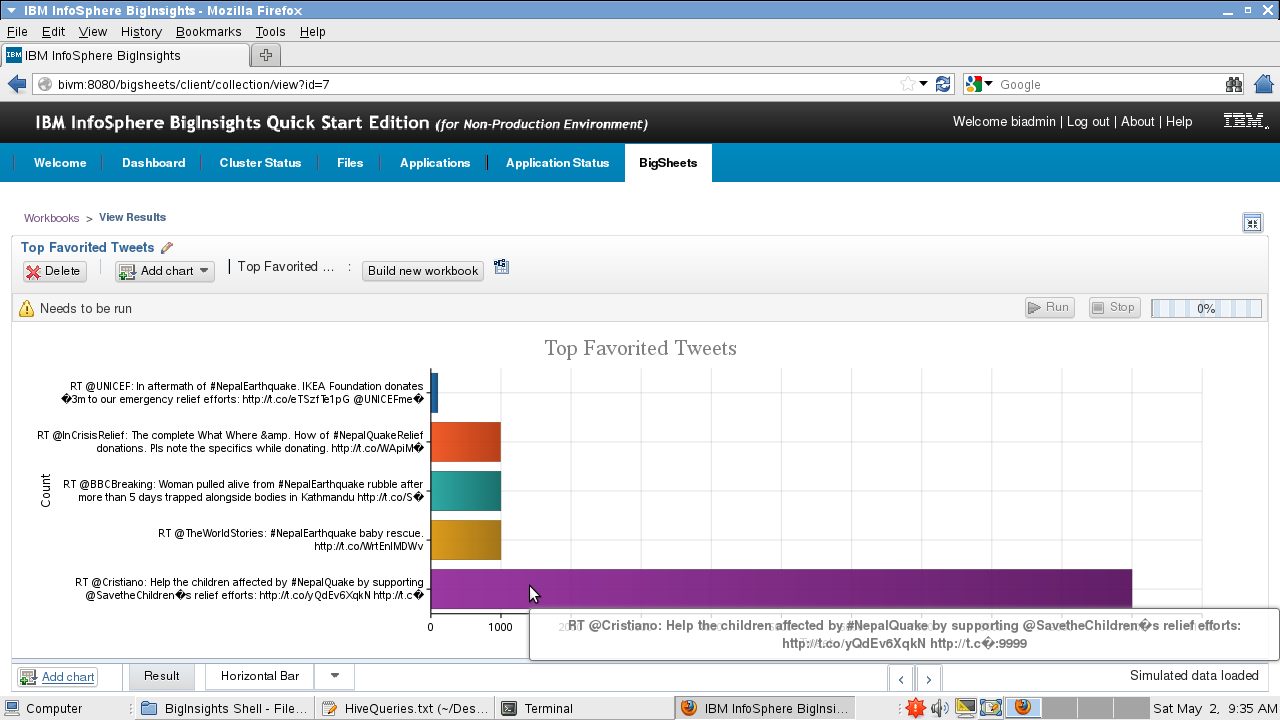 IBM InfoSphere BigInsights - Mozilla Firefox
File Edit View History Bookmarks Tools Help
IBM IBM InfoSphere BigInsights
bivm:8080/bigsheets/client/collection/view?id=7 Google
IBM InfoSphere BigInsights Quick Start Edition (for Non-Production Environment) Welcome biadmin | Log out | About | Help IBM.
Welcome Dashboard Cluster Status Files Applications Application Status BigSheets
Workbooks > View Results
Top Favorited Tweets
Delete Add chart Top Favorited ... : Build new workbook
Needs to be run Run Stop 0%
Top Favorited Tweets
RT @UNICEF: In aftermath of #NepalEarthquake. IKEA Foundation donates
�3m to our emergency relief efforts: http://t.co/eTSzfTe1pG @UNICEFme�
RT @InCrisisRelief: The complete What Where &amp. How of #NepalQuakeRelief
donations. Pls note the specifics while donating. http://t.co/WApiM�
RT @BBCBreaking: Woman pulled alive from #NepalEarthquake rubble after
more than 5 days trapped alongside bodies in Kathmandu http://t.co/S�
Count
RT @TheWorldStories: #NepalEarthquake baby rescue.
http://t.co/WrtEnIMDWv
RT @Cristiano: Help the children affected by #NepalQuake by supporting
@SavetheChildren�s relief efforts: http://t.co/yQdEv6XqkN http://t.c�
0 1000
RT @Cristiano: Help the children affected by #NepalQuake by supporting @SavetheChildren�s relief efforts:
http://t.co/yQdEv6XqkN http://t.c�:9999
Add chart Result Horizontal Bar < > Simulated data loaded
Computer BigInsights Shell - File... HiveQueries.txt (~/Des... Terminal IBM InfoSphere BigInsi... Sat May 2, 9:35 AM